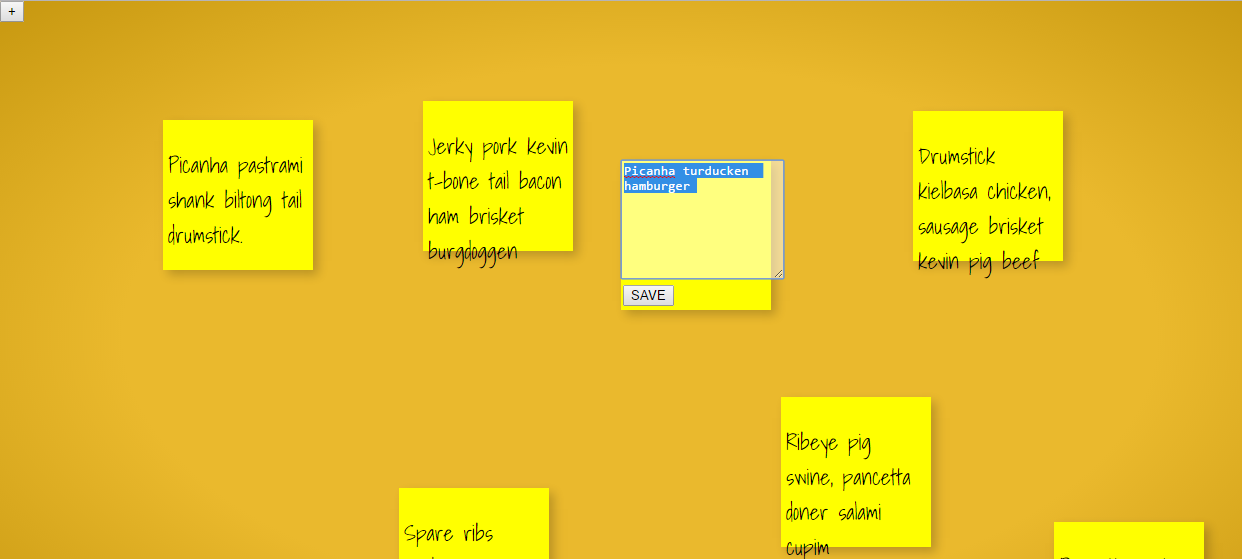 +
Picanha pastrami
shank biltong tail
drumstick.
Jerky pork kevin
t-bone tail bacon
ham brisket
burgdoggen
Picanha turducken
hamburger
SAVE
Drumstick
kielbasa chicken,
sausage brisket
kevin pig beef
Ribeye pig
swine, pancetta
doner salami
cupim
Spare ribs